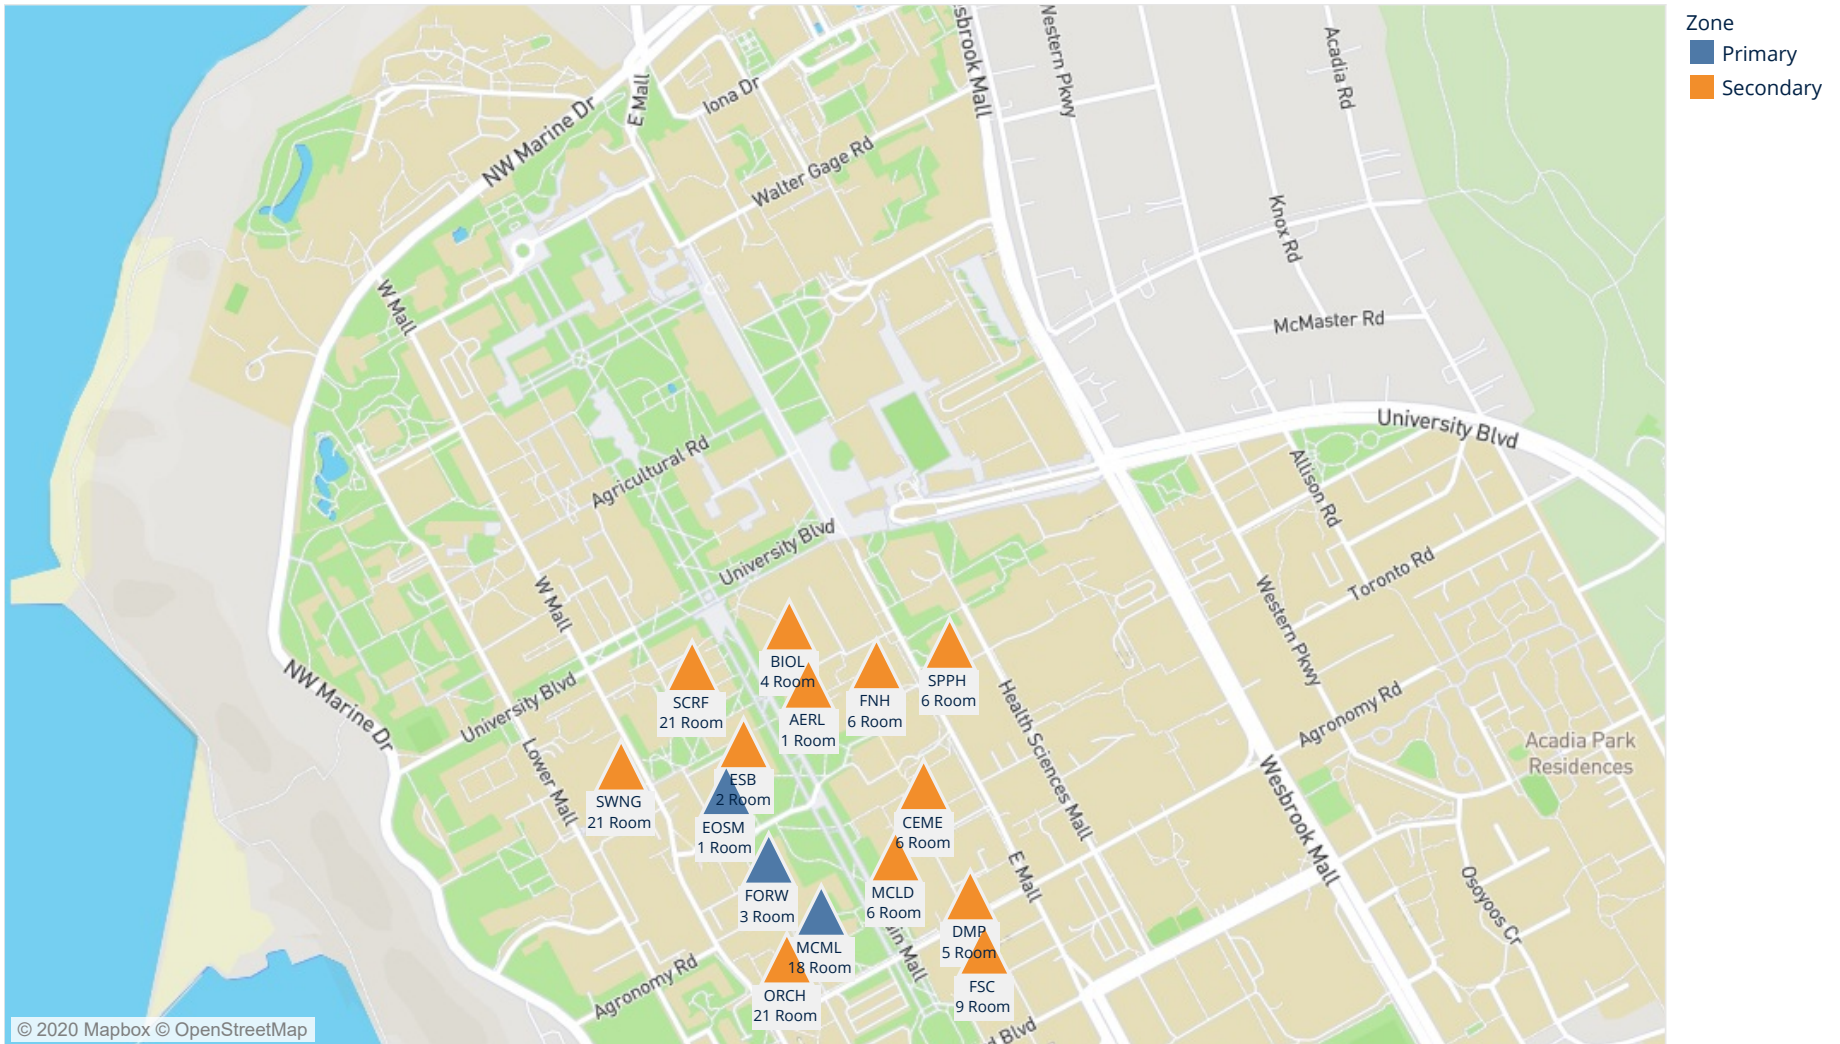 Zone
Primary
Secondary
sbrook Mall
Western Pkwy
Acadia Rd
E Mall
Iona Dr
NW Marine Dr
Walter Gage Rd
Knox Rd
W Mall
McMaster Rd
University Blvd
Agricultural Rd
Allison Rd
University Blvd
Toronto Rd
W Mall
Western Pkwy
NW Marine Dr
University Blvd
Health Sciences Mall
Agronomy Rd
Acadia Park
Residences
Lower Mall
Wesbrook Mall
E Mall
Osoyoos Cr
Agronomy Rd
ain Mall
d Blvd
BIOL
4 Room
SCRF
21 Room
AERL
1 Room
FNH
6 Room
SPPH
6 Room
ESB
2 Room
SWNG
21 Room
EOSM
1 Room
CEME
6 Room
FORW
3 Room
MCLD
6 Room
MCML
18 Room
DMP
5 Room
ORCH
21 Room
FSC
9 Room
© 2020 Mapbox © OpenStreetMap